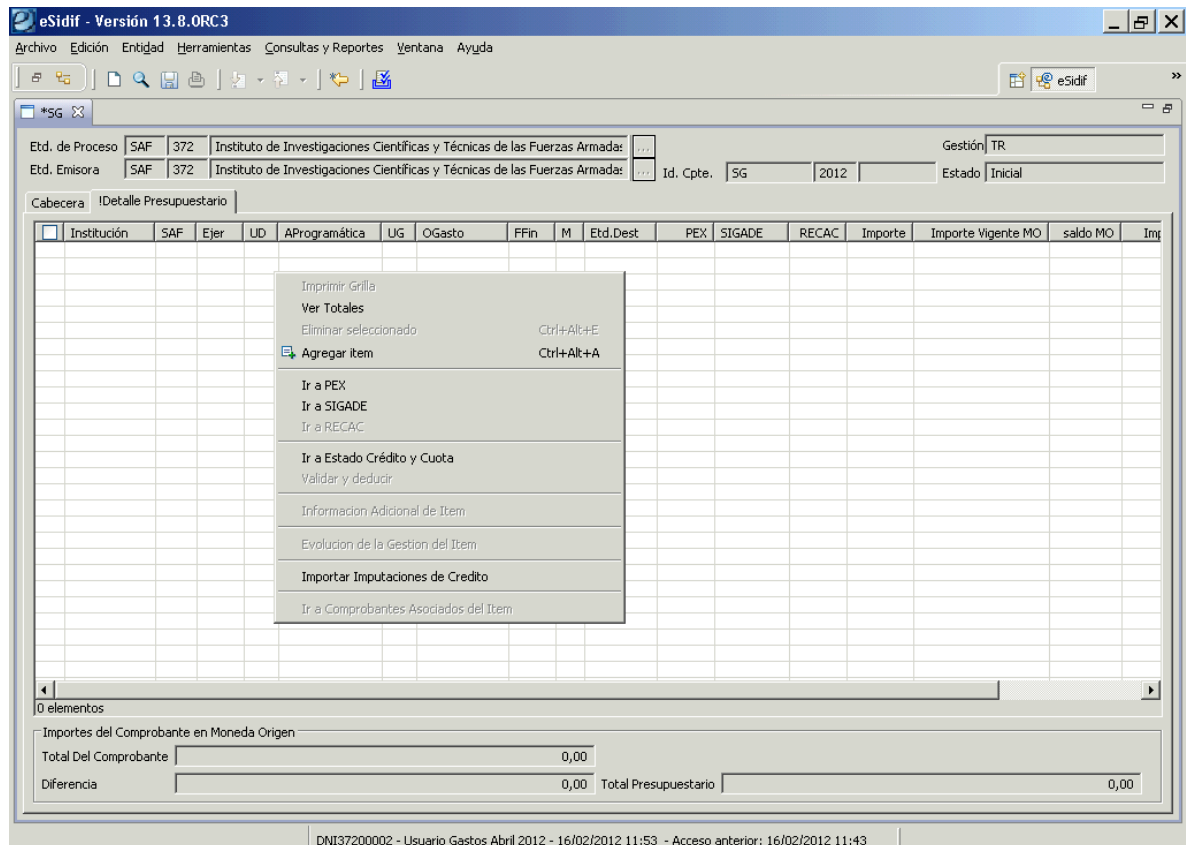 eSidif - Versión 13.8.0RC3
Archivo Edición Entidad Herramientas Consultas y Reportes Ventana Ayuda
eSidif
*SG
Etd. de Proceso SAF 372 Instituto de Investigaciones Científicas y Técnicas de las Fuerzas Armadas ... Gestión TR
Etd. Emisora SAF 372 Instituto de Investigaciones Científicas y Técnicas de las Fuerzas Armadas ... Id. Cpte. SG 2012 Estado Inicial
Cabecera !Detalle Presupuestario
Institución SAF Ejer UD AProgramática UG OGasto FFin M Etd.Dest PEX SIGADE RECAC Importe Importe Vigente MO saldo MO Imp
Imprimir Grilla
Ver Totales
Eliminar seleccionado Ctrl+Alt+E
Agregar item Ctrl+Alt+A
Ir a PEX
Ir a SIGADE
Ir a RECAC
Ir a Estado Crédito y Cuota
Validar y deducir
Informacion Adicional de Item
Evolucion de la Gestion del Item
Importar Imputaciones de Credito
Ir a Comprobantes Asociados del Item
0 elementos
Importes del Comprobante en Moneda Origen
Total Del Comprobante 0,00
Diferencia 0,00 Total Presupuestario 0,00
DNI37200002 - Usuario Gastos Abril 2012 - 16/02/2012 11:53 - Acceso anterior: 16/02/2012 11:43